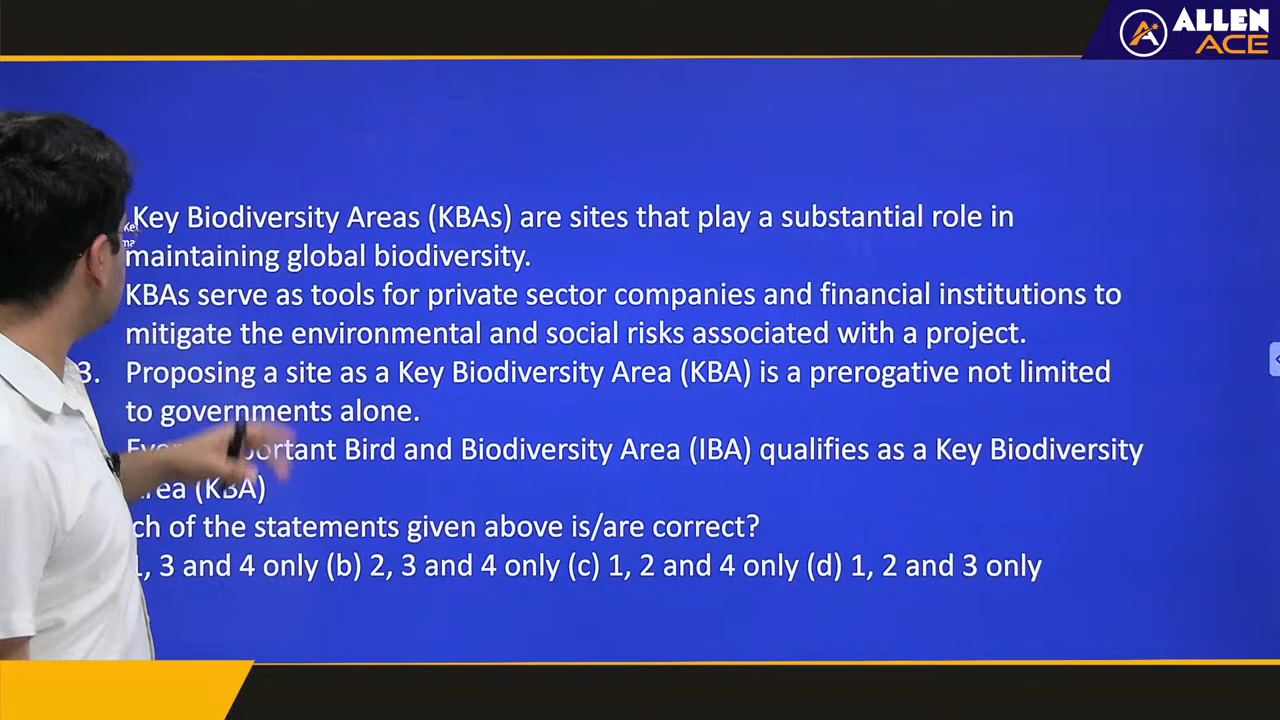 ALLEN
ACE
Key Biodiversity Areas (KBAs) are sites that play a substantial role in
maintaining global biodiversity.
KBAs serve as tools for private sector companies and financial institutions to
mitigate the environmental and social risks associated with a project.
3. Proposing a site as a Key Biodiversity Area (KBA) is a prerogative not limited
to governments alone.
Bird and Biodiversity Area (IBA) qualifies as a Key Biodiversity
(KBA)
of the statements given above is/are correct?
1, 3 and 4 only (b) 2, 3 and 4 only (c) 1, 2 and 4 only (d) 1, 2 and 3 only